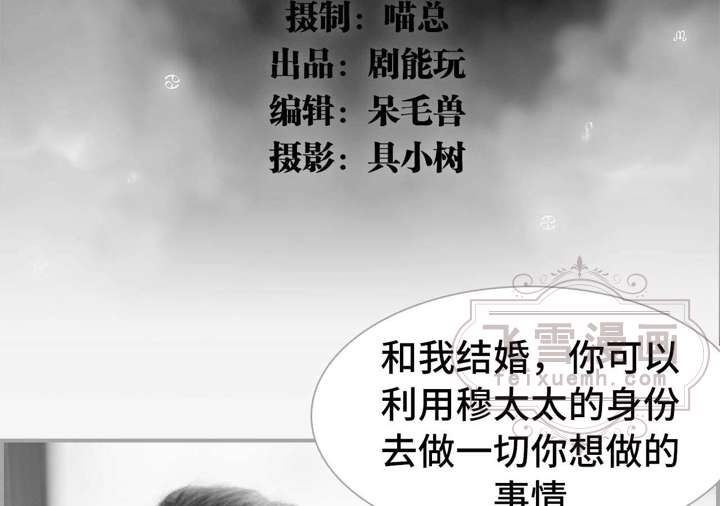 摄制：喵总
出品：剧能玩
编辑：呆毛兽
摄影：具小树
飞雪漫画
feixuemh.com
和我结婚，你可以
利用穆太太的身份
去做一切你想做的
事情